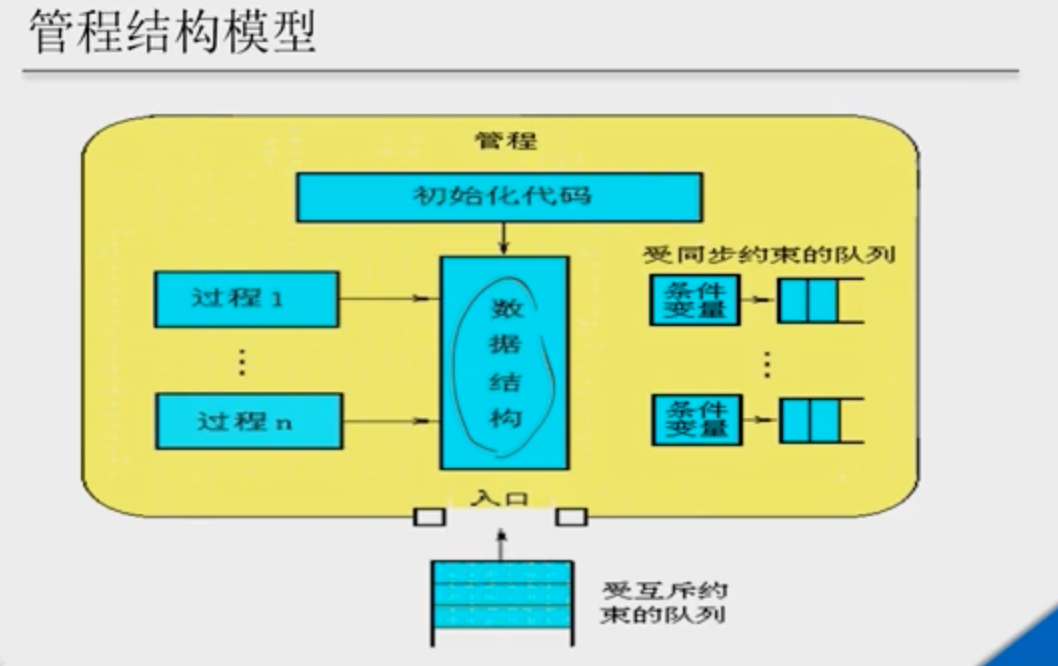 管程结构模型
管程
初始化代码
受同步约束的队列
过程1
数
据
结
构
条件
变量
⋮
⋮
过程n
条件
变量
入口
受互斥约
束的队列